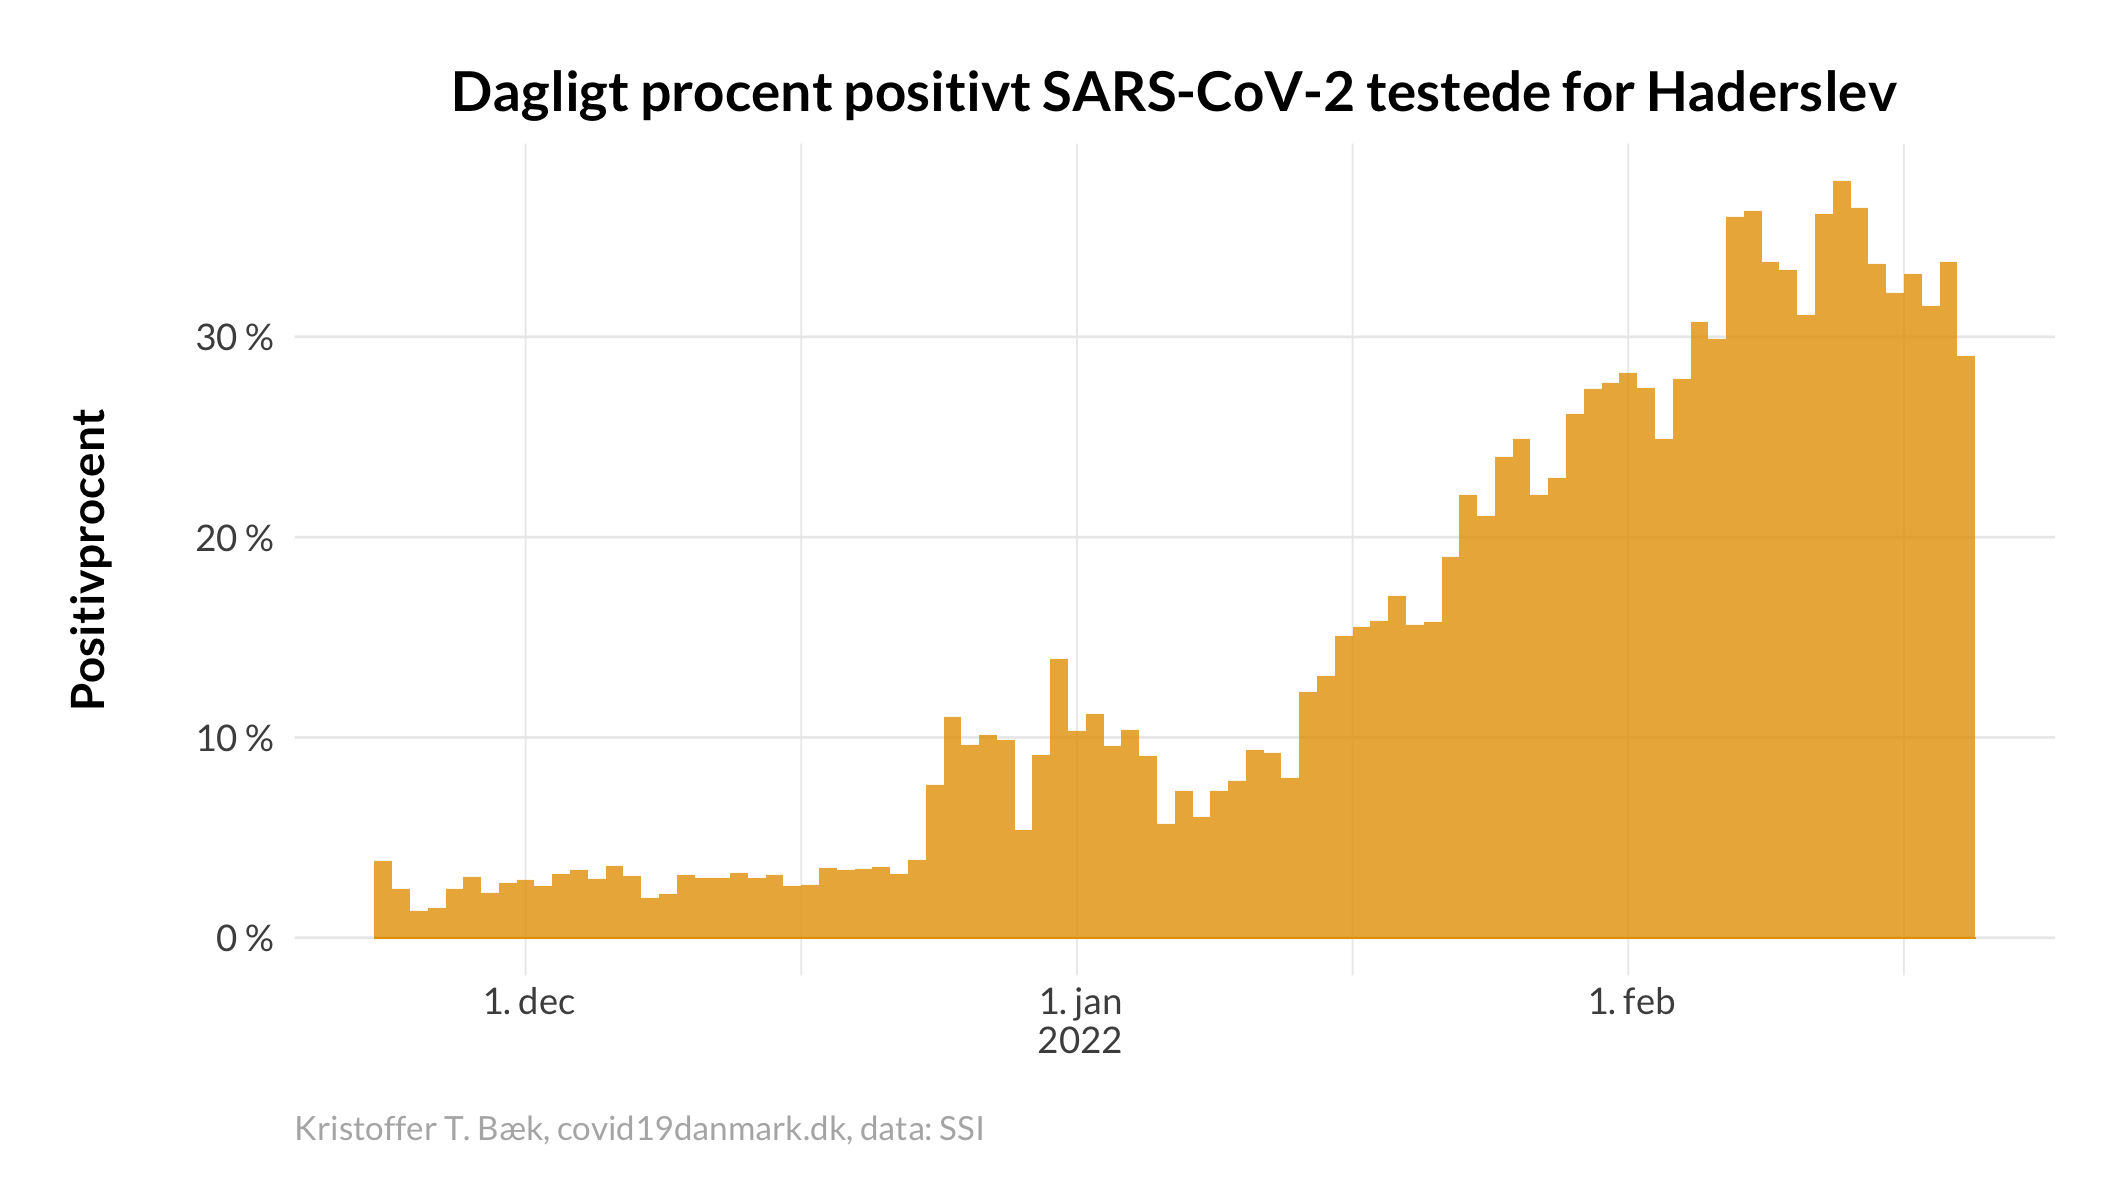 Dagligt procent positivt SARS-CoV-2 testede for Haderslev
Positivprocent
30 %
20 %
10 %
0 %
1. dec
1. jan
2022
1. feb
Kristoffer T. Bæk, covid19danmark.dk, data: SSI